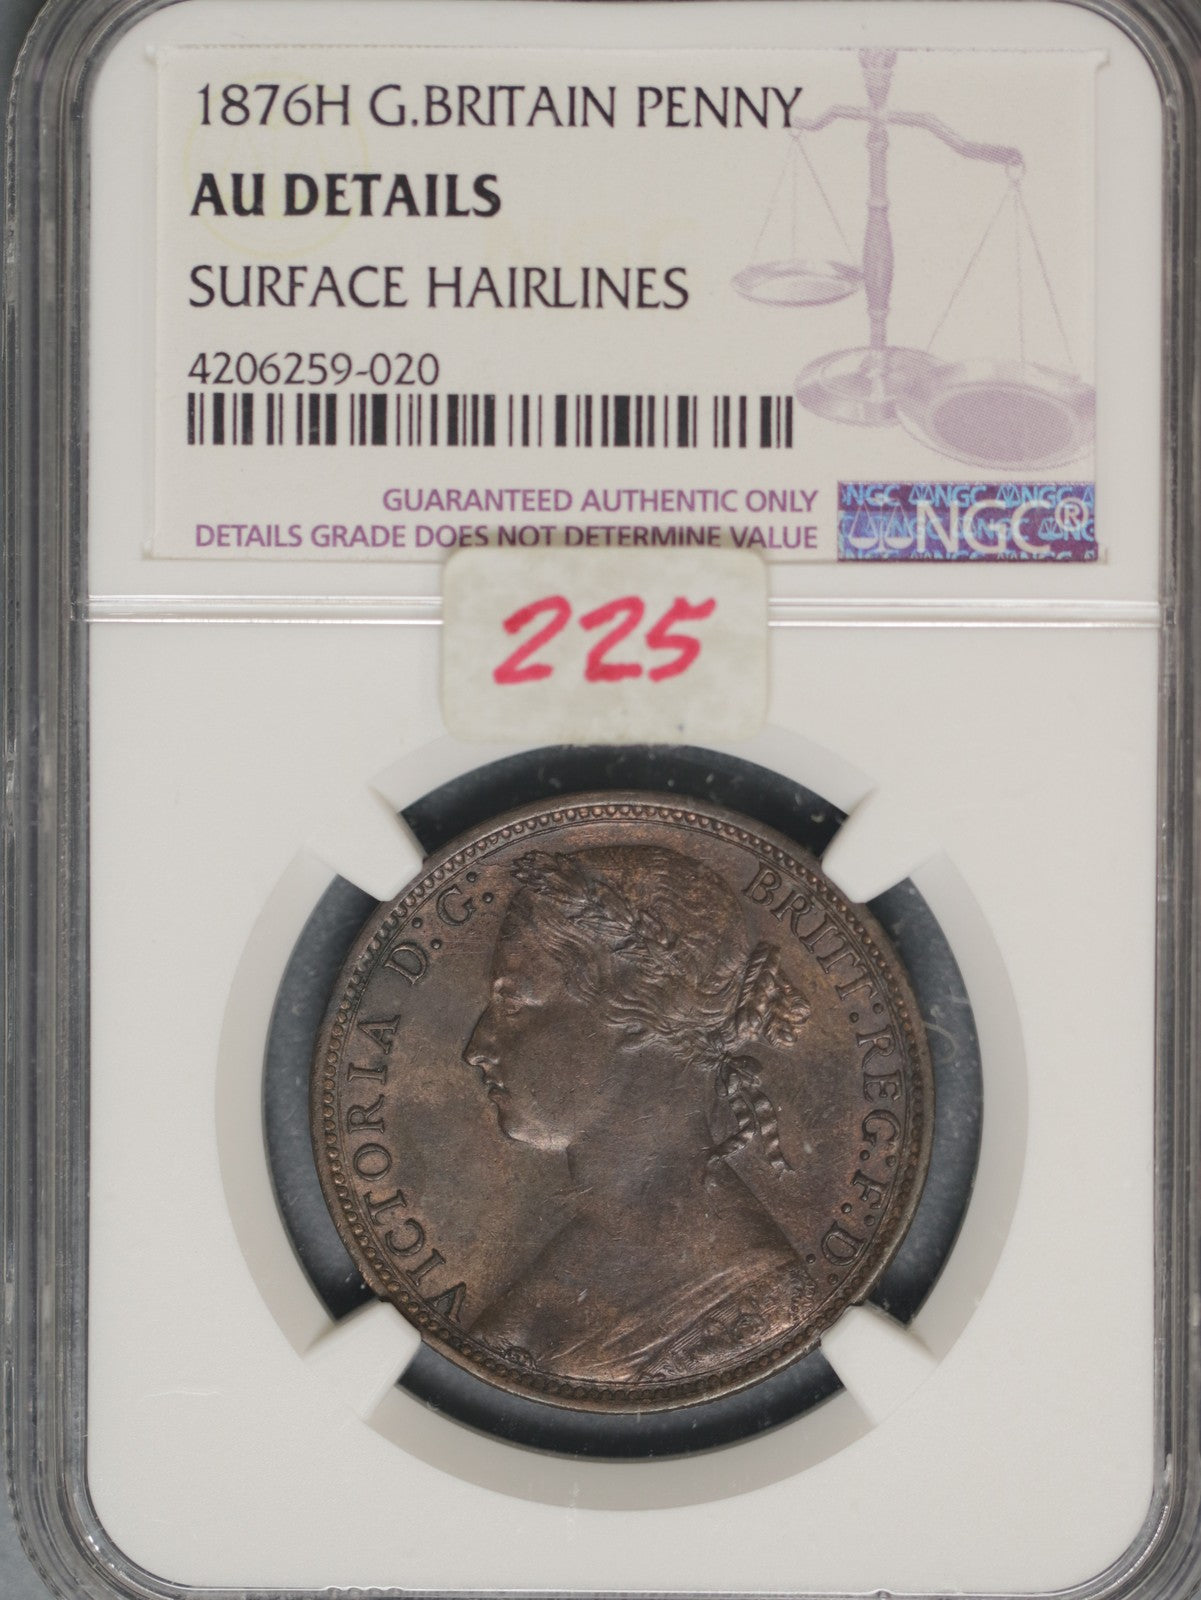 1876H G.BRITAIN PENNY
AU DETAILS
SURFACE HAIRLINES
4206259-020
GUARANTEED AUTHENTIC ONLY
DETAILS GRADE DOES NOT DETERMINE VALUE
NGC®
225
VICTORIA D:G: BRITT:REG:F:D: